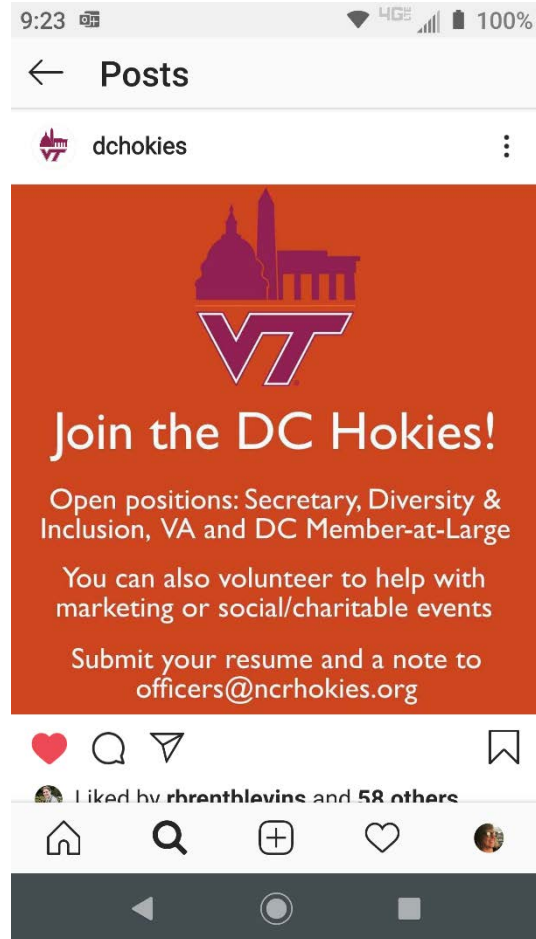 9:23 4GE 100%
Posts
dchokies
VT
Join the DC Hokies!
Open positions: Secretary, Diversity &
Inclusion, VA and DC Member-at-Large
You can also volunteer to help with
marketing or social/charitable events
Submit your resume and a note to
officers@ncrhokies.org
Liked by rbrentblevins and 58 others